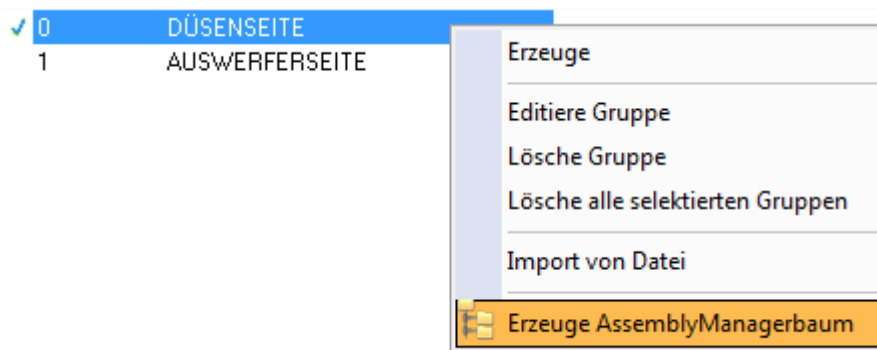 0 DÜSENSEITE
1 AUSWERFERSEITE
Erzeuge
Editiere Gruppe
Lösche Gruppe
Lösche alle selektierten Gruppen
Import von Datei
Erzeuge AssemblyManagerbaum